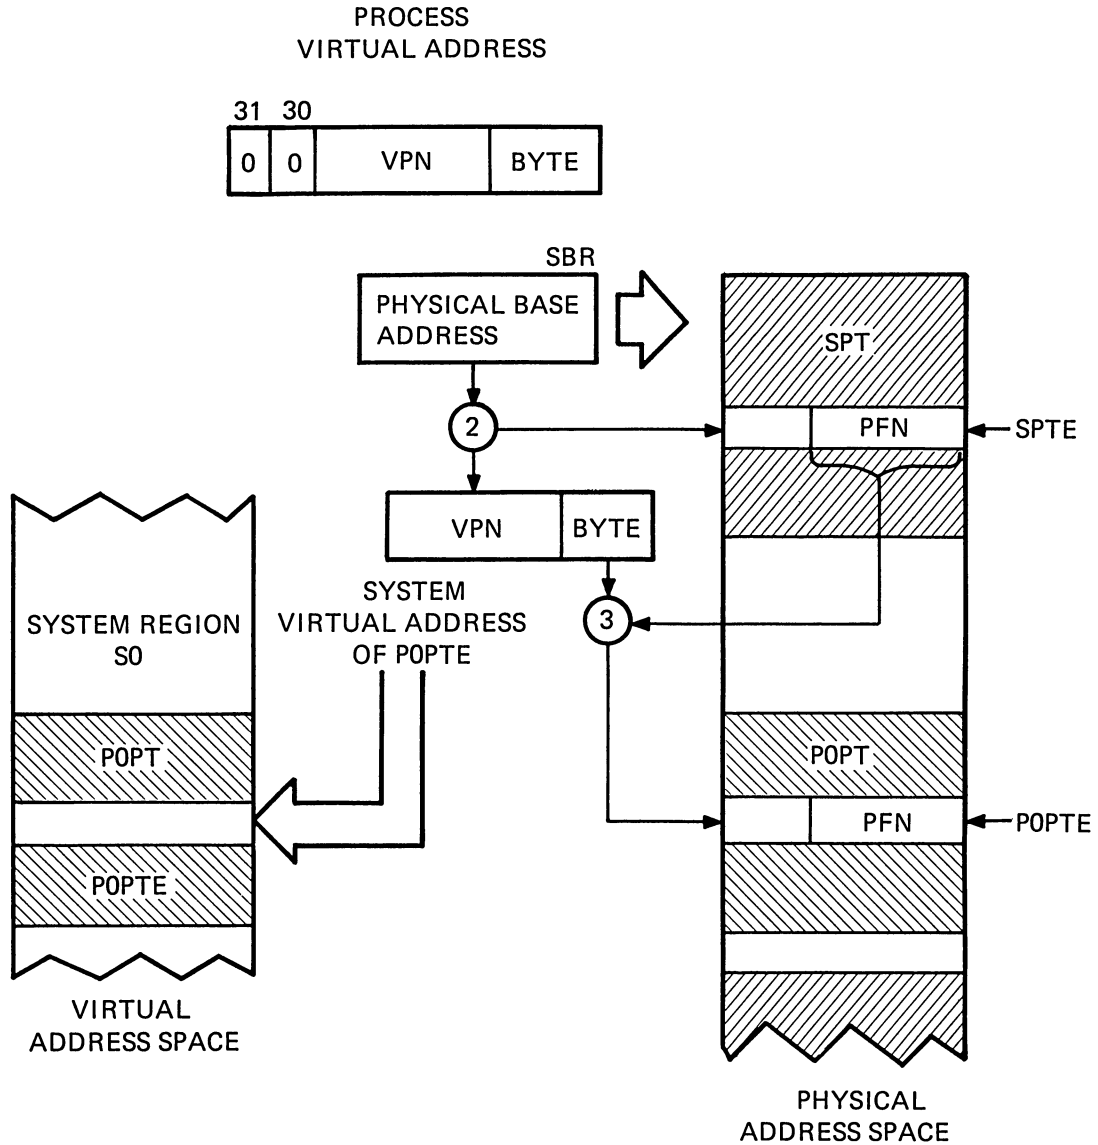 PROCESS
VIRTUAL ADDRESS
31 30
0 0 VPN BYTE
SBR
PHYSICAL BASE
ADDRESS
SPT
2
PFN
SPTE
VPN BYTE
SYSTEM
VIRTUAL ADDRESS
OF P0PTE
3
SYSTEM REGION
S0
P0PT
P0PT
PFN
P0PTE
P0PTE
VIRTUAL
ADDRESS SPACE
PHYSICAL
ADDRESS SPACE